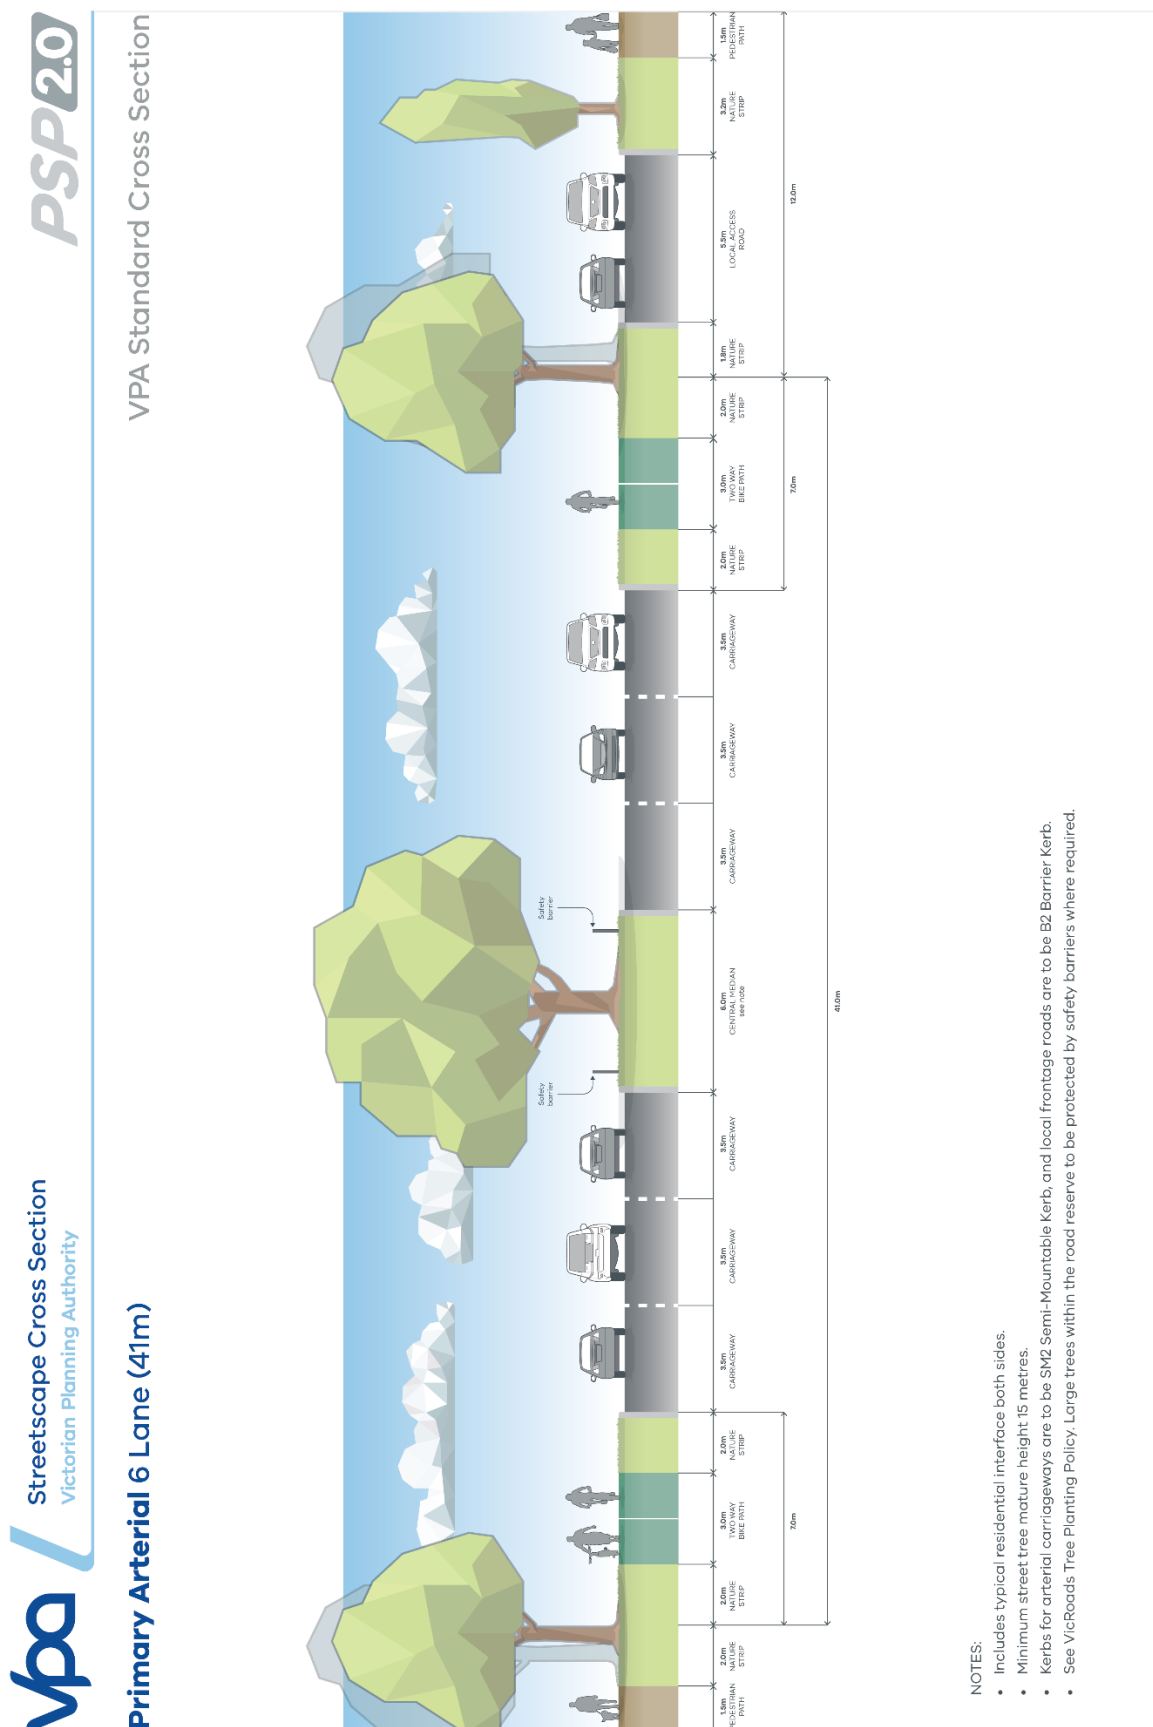 vpa
Streetscape Cross Section
Victorian Planning Authority
PSP 2.0
Primary Arterial 6 Lane (41m)
VPA Standard Cross Section
Safety
barrier
Safety
barrier
1.5m
PEDESTRIAN
PATH
2.0m
NATURE
STRIP
2.0m
NATURE
STRIP
3.0m
TWO WAY
BIKE PATH
2.0m
NATURE
STRIP
3.5m
CARRIAGEWAY
3.5m
CARRIAGEWAY
3.5m
CARRIAGEWAY
6.0m
CENTRAL MEDIAN
see note
3.5m
CARRIAGEWAY
3.5m
CARRIAGEWAY
3.5m
CARRIAGEWAY
2.0m
NATURE
STRIP
3.0m
TWO WAY
BIKE PATH
2.0m
NATURE
STRIP
1.8m
NATURE
STRIP
5.5m
LOCAL ACCESS
ROAD
3.2m
NATURE
STRIP
1.5m
PEDESTRIAN
PATH
7.0m
7.0m
12.0m
41.0m
NOTES:
• Includes typical residential interface both sides.
• Minimum street tree mature height 15 metres.
• Kerbs for arterial carriageways are to be SM2 Semi-Mountable Kerb, and local frontage roads are to be B2 Barrier Kerb.
• See VicRoads Tree Planting Policy. Large trees within the road reserve to be protected by safety barriers where required.